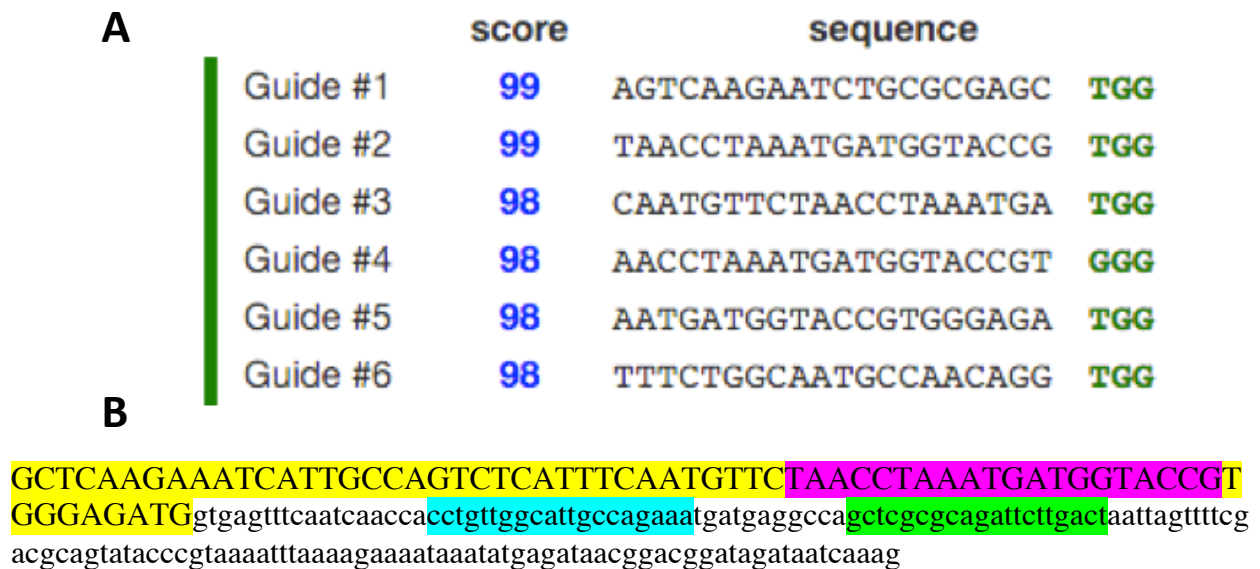 A
score sequence
Guide #1 99 AGTCAAGAATCTGCGCGAGC TGG
Guide #2 99 TAACCTAAATGATGGTACCG TGG
Guide #3 98 CAATGTTCTAACCTAAATGA TGG
Guide #4 98 AACCTAAATGATGGTACCGT GGG
Guide #5 98 AATGATGGTACCGTGGGAGA TGG
Guide #6 98 TTTCTGGCAATGCCAACAGG TGG
B
GCTCAAGAAATCATTGCCAGTCTCATTTCAATGTTCTAACCTAAATGATGGTACCGT
GGGAGATGgtgagtttcaatcaaccacctgttggcattgccagaaatgatgaggccagctcgcgcagattcttgactaattagttttcg
acgcagtatacccgtaaaatttaaaagaaaataaatatgagataacggacggatagataatcaaag